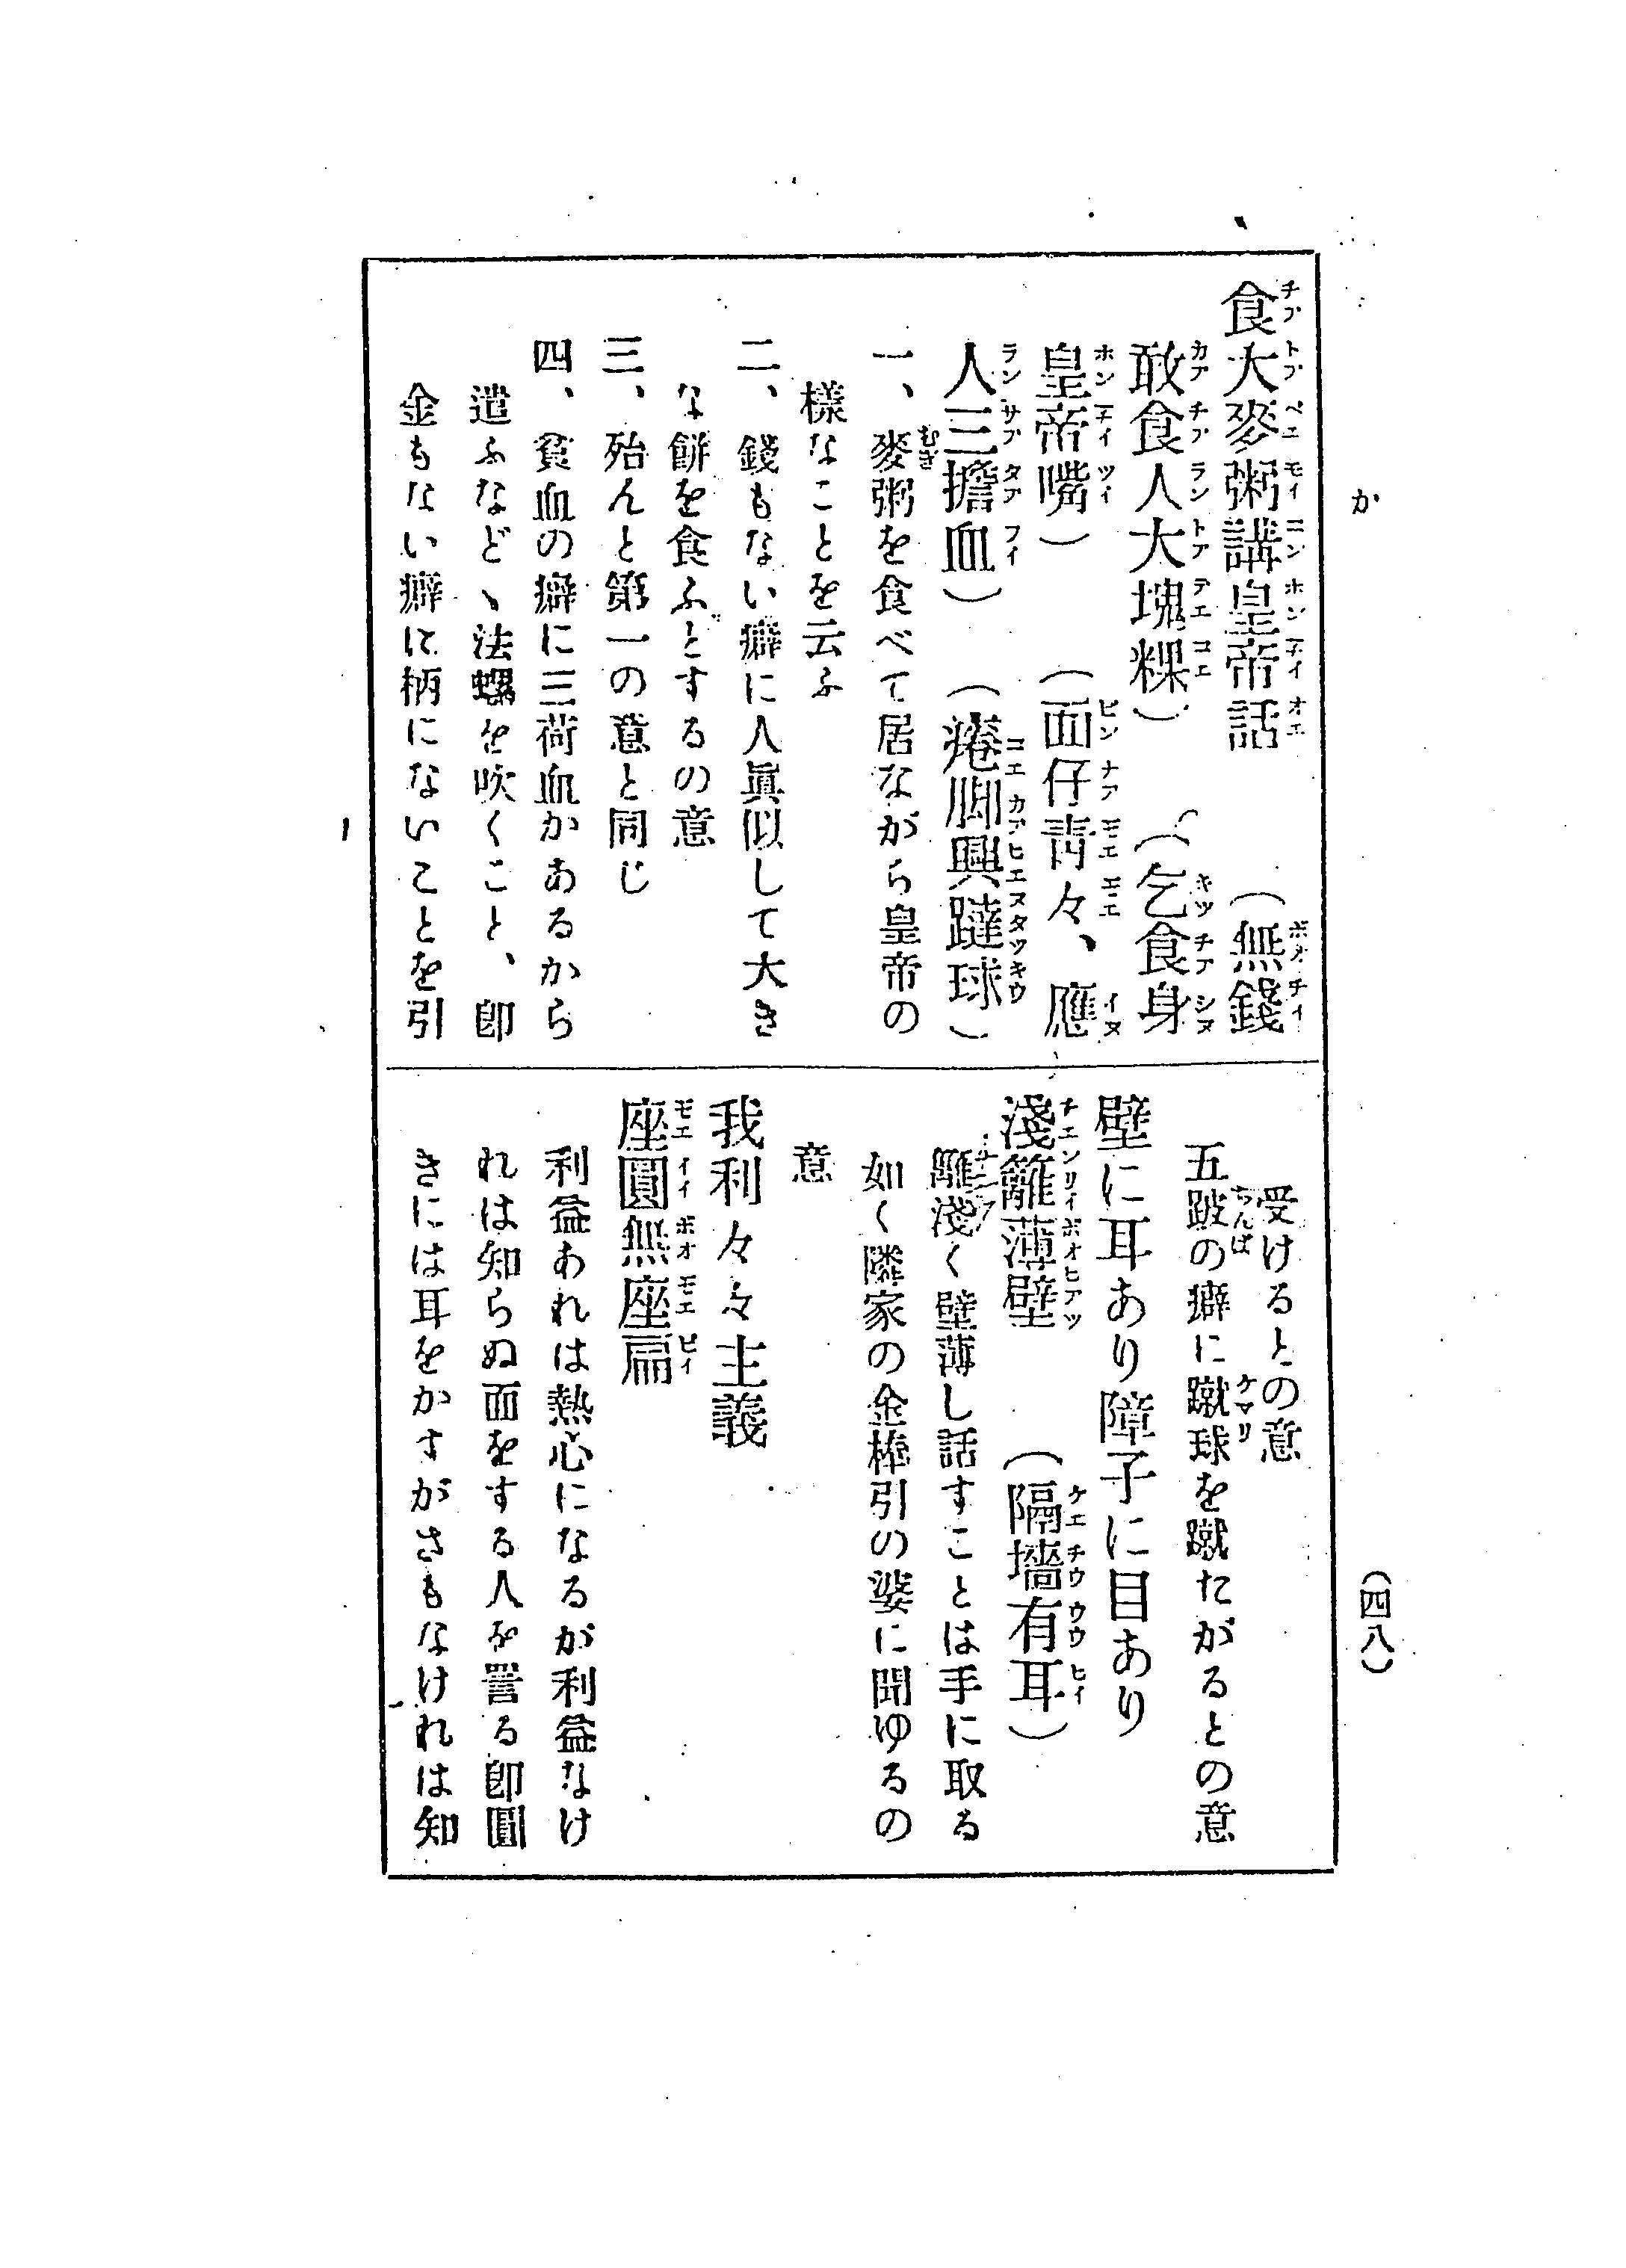 か
食大麥粥講皇帝話　　（無錢
敢食人大塊粿）　（乞食身
皇帝嘴）　（面仔靑々、應
人三擔血）　（瘸脚興躂球）
一、麥粥を食べて居ながら皇帝の
樣なことを云ふ
二、錢もない癖に人眞似して大き
な餅を食ふとするの意
三、殆んと第一の意と同じ
四、貧血の癖に三荷血かあるから
遣ふなどゝ法螺を吹くこと、卽
金もない癖に柄にないことを引
受けるとの意
五跛の癖に蹴球を蹴たがるとの意
壁に耳あり障子に目あり
淺籬薄壁　　（隔墻有耳）
籬淺く壁薄し話すことは手に取る
如く隣家の金棒引の婆に聞ゆるの
意
我利々々主義
座圓無座扁
利益あれは熱心になるが利益なけ
れは知らぬ面をする人を詈る卽圓
きには耳をかすがさもなけれは知
（四八）